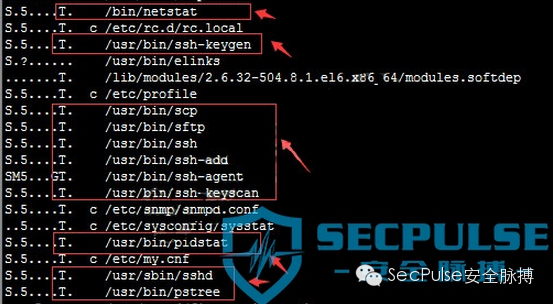 S.5....T. /bin/netstat
S.5....T. c /etc/rc.d/rc.local
S.5....T. /usr/bin/ssh-keygen
S.?...... /usr/bin/elinks
.......T. /lib/modules/2.6.32-504.8.1.el6.x86_64/modules.softdep
S.5....T. c /etc/profile
S.5....T. /usr/bin/scp
S.5....T. /usr/bin/sftp
S.5....T. /usr/bin/ssh
S.5....T. /usr/bin/ssh-add
SM5...GT. /usr/bin/ssh-agent
S.5....T. /usr/bin/ssh-keyscan
S.5....T. c /etc/snmp/snmpd.conf
..5....T. c /etc/sysconfig/sysstat
S.5....T. /usr/bin/pidstat
S.5....T. c /etc/my.cnf
S.5....T. /usr/sbin/sshd
S.5....T. /usr/bin/pstree
SECPULSE
安全脉搏
SecPulse安全脉搏